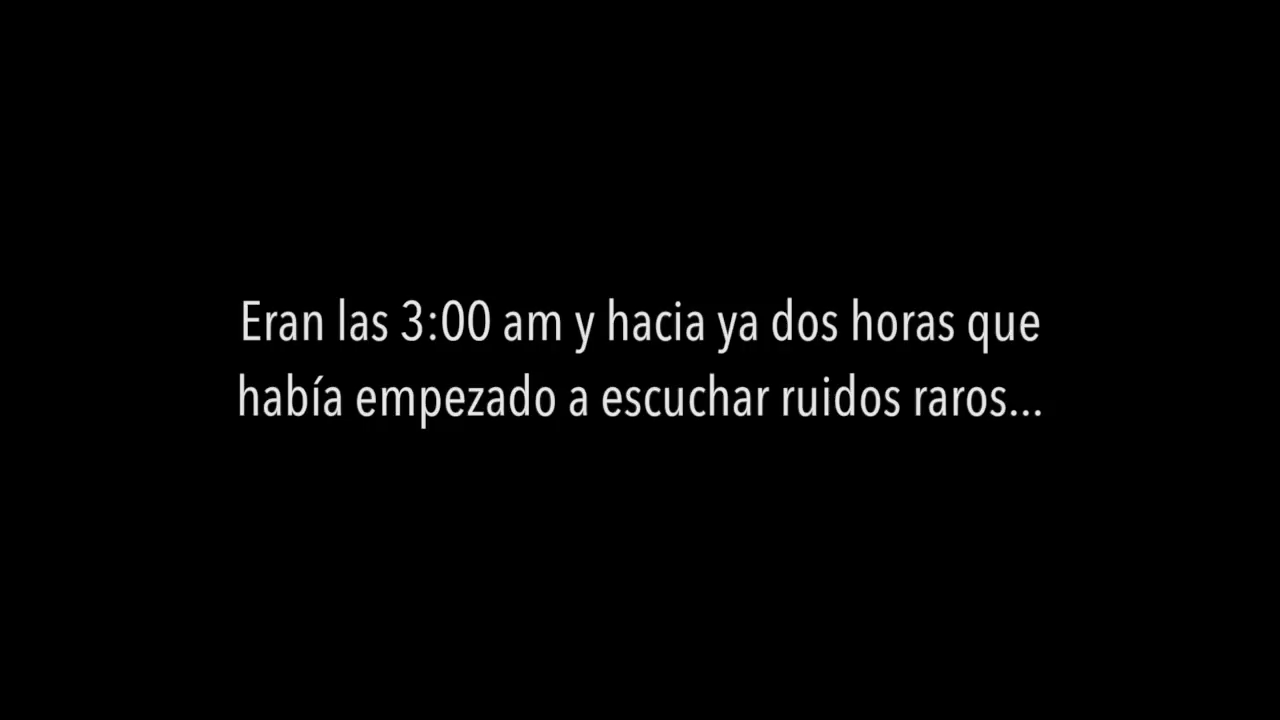 Eran las 3:00 am y hacia ya dos horas que
había empezado a escuchar ruidos raros...